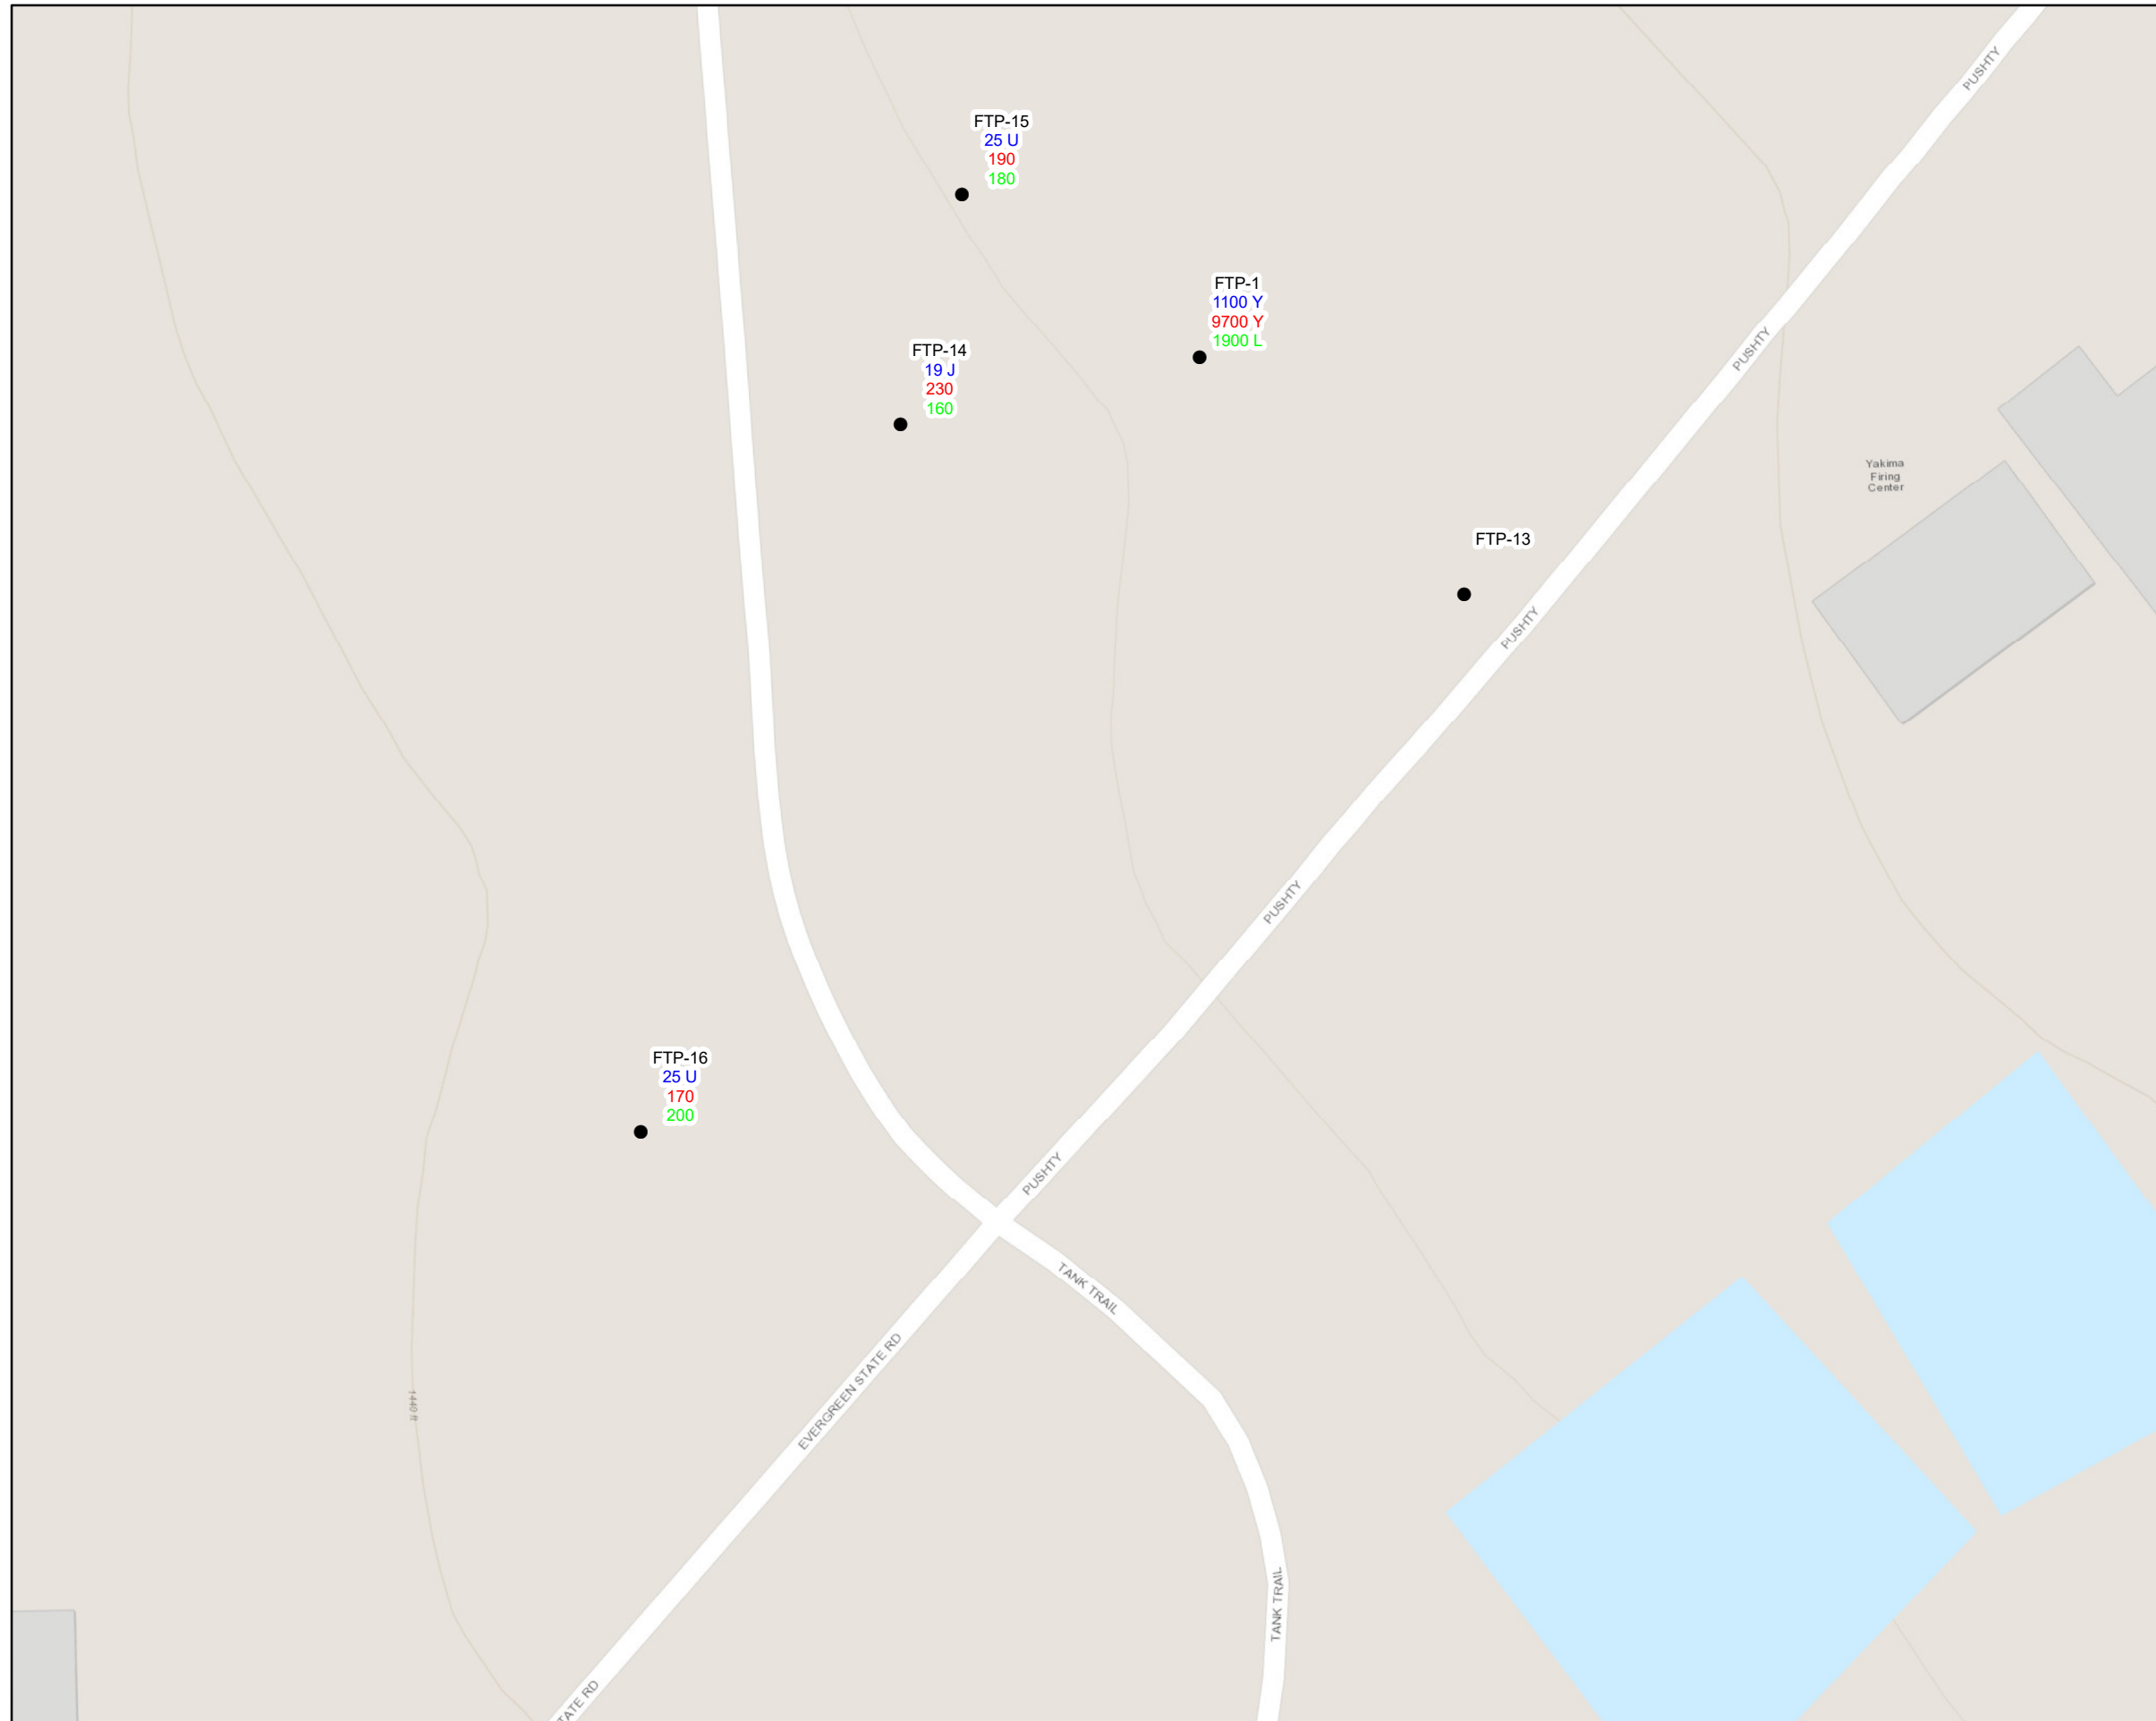 PUSHTY
FTP-15
25 U
190
180
FTP-1
1100 Y
9700 Y
1900 L
PUSHTY
FTP-14
19 J
230
160
Yakima
Firing
Center
FTP-13
PUSHTY
PUSHTY
FTP-16
25 U
170
200
PUSHTY
TANK TRAIL
EVERGREEN STATE RD
1440 ft
TANK TRAIL
TATE RD